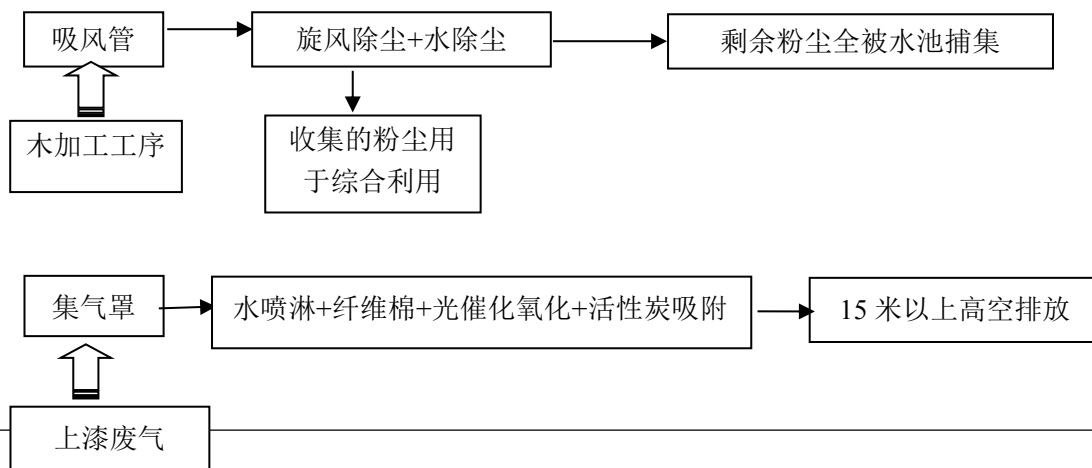 吸风管
旋风除尘+水除尘
剩余粉尘全被水池捕集
木加工工序
收集的粉尘用
于综合利用
集气罩
水喷淋+纤维棉+光催化氧化+活性炭吸附
15 米以上高空排放
上漆废气